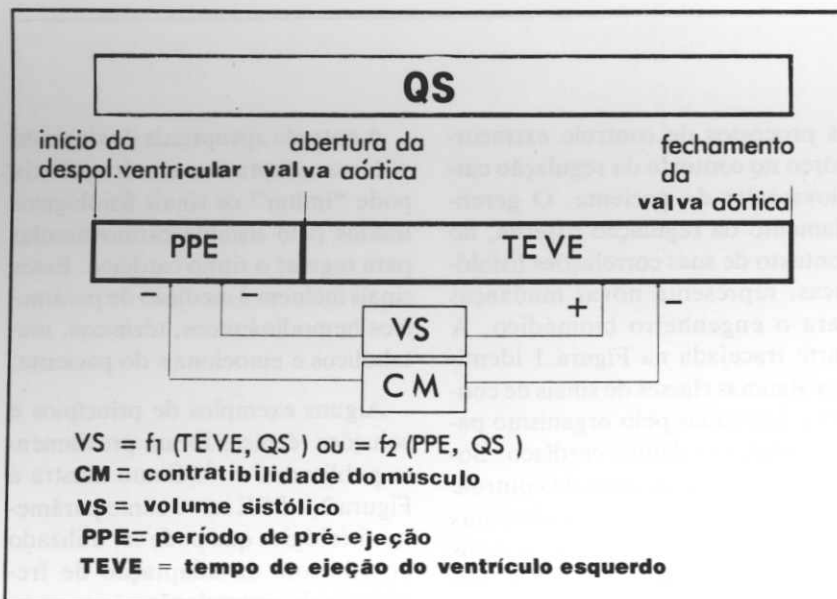 QS
início da
despol.ventricular
abertura da
valva aórtica
fechamento
da
valva aórtica
PPE
TEVE
−
+
VS
CM
VS = f1 (TEVE, QS) ou = f2 (PPE, QS)
CM = contratibilidade do músculo
VS = volume sistólico
PPE = período de pré-ejeção
TEVE = tempo de ejeção do ventrículo esquerdo